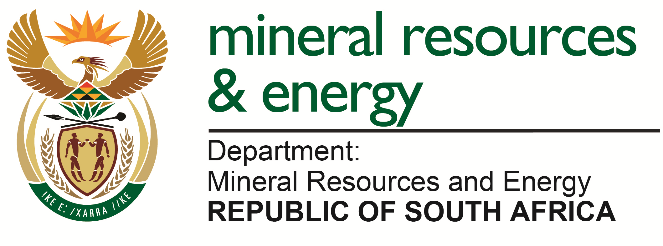 mineral resources
& energy
Department:
Mineral Resources and Energy
REPUBLIC OF SOUTH AFRICA
!KE E: /XARRA //KE